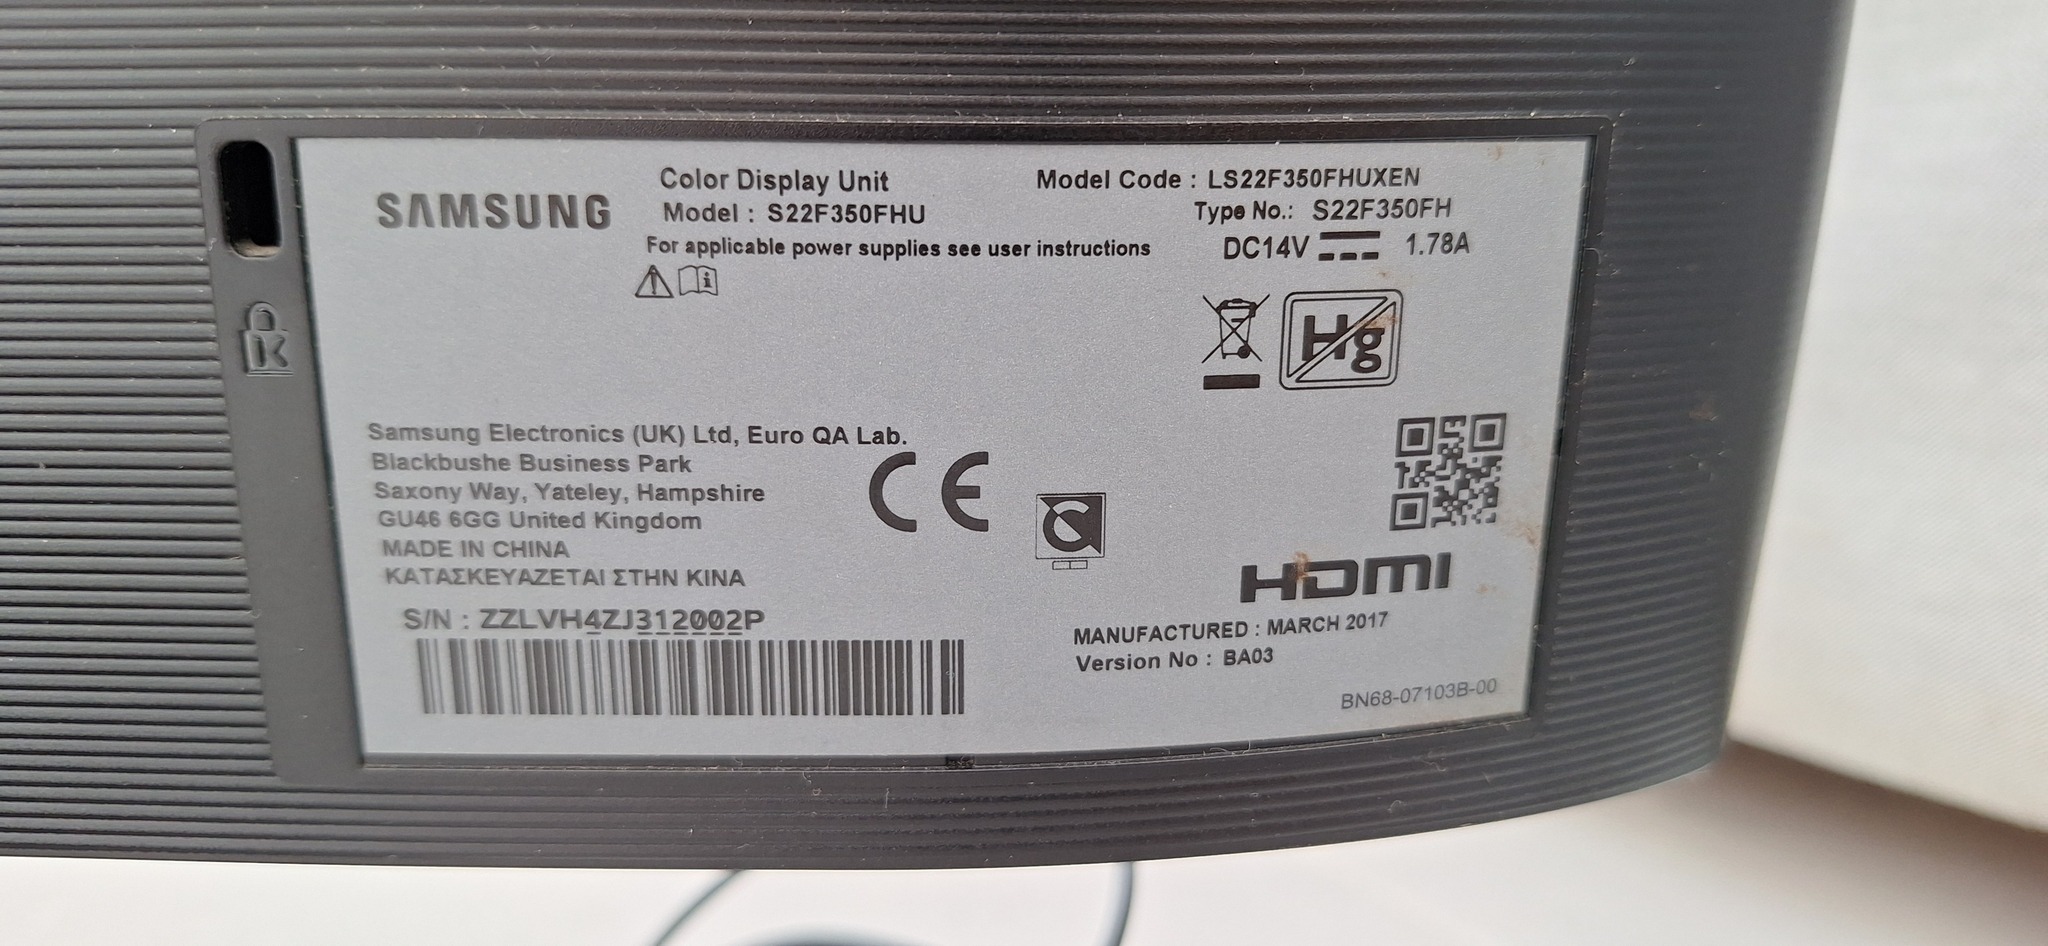 SAMSUNG
Color Display Unit
Model : S22F350FHU
For applicable power supplies see user instructions
Model Code : LS22F350FHUXEN
Type No.: S22F350FH
DC14V 1.78A
Hg
Samsung Electronics (UK) Ltd, Euro QA Lab.
Blackbushe Business Park
Saxony Way, Yateley, Hampshire
GU46 6GG United Kingdom
MADE IN CHINA
ΚΑΤΑΣΚΕΥΑΖΕΤΑΙ ΣΤΗΝ ΚΙΝΑ
S/N : ZZLVH4ZJ312002P
CE
HDMI
MANUFACTURED : MARCH 2017
Version No : BA03
BN68-07103B-00
K